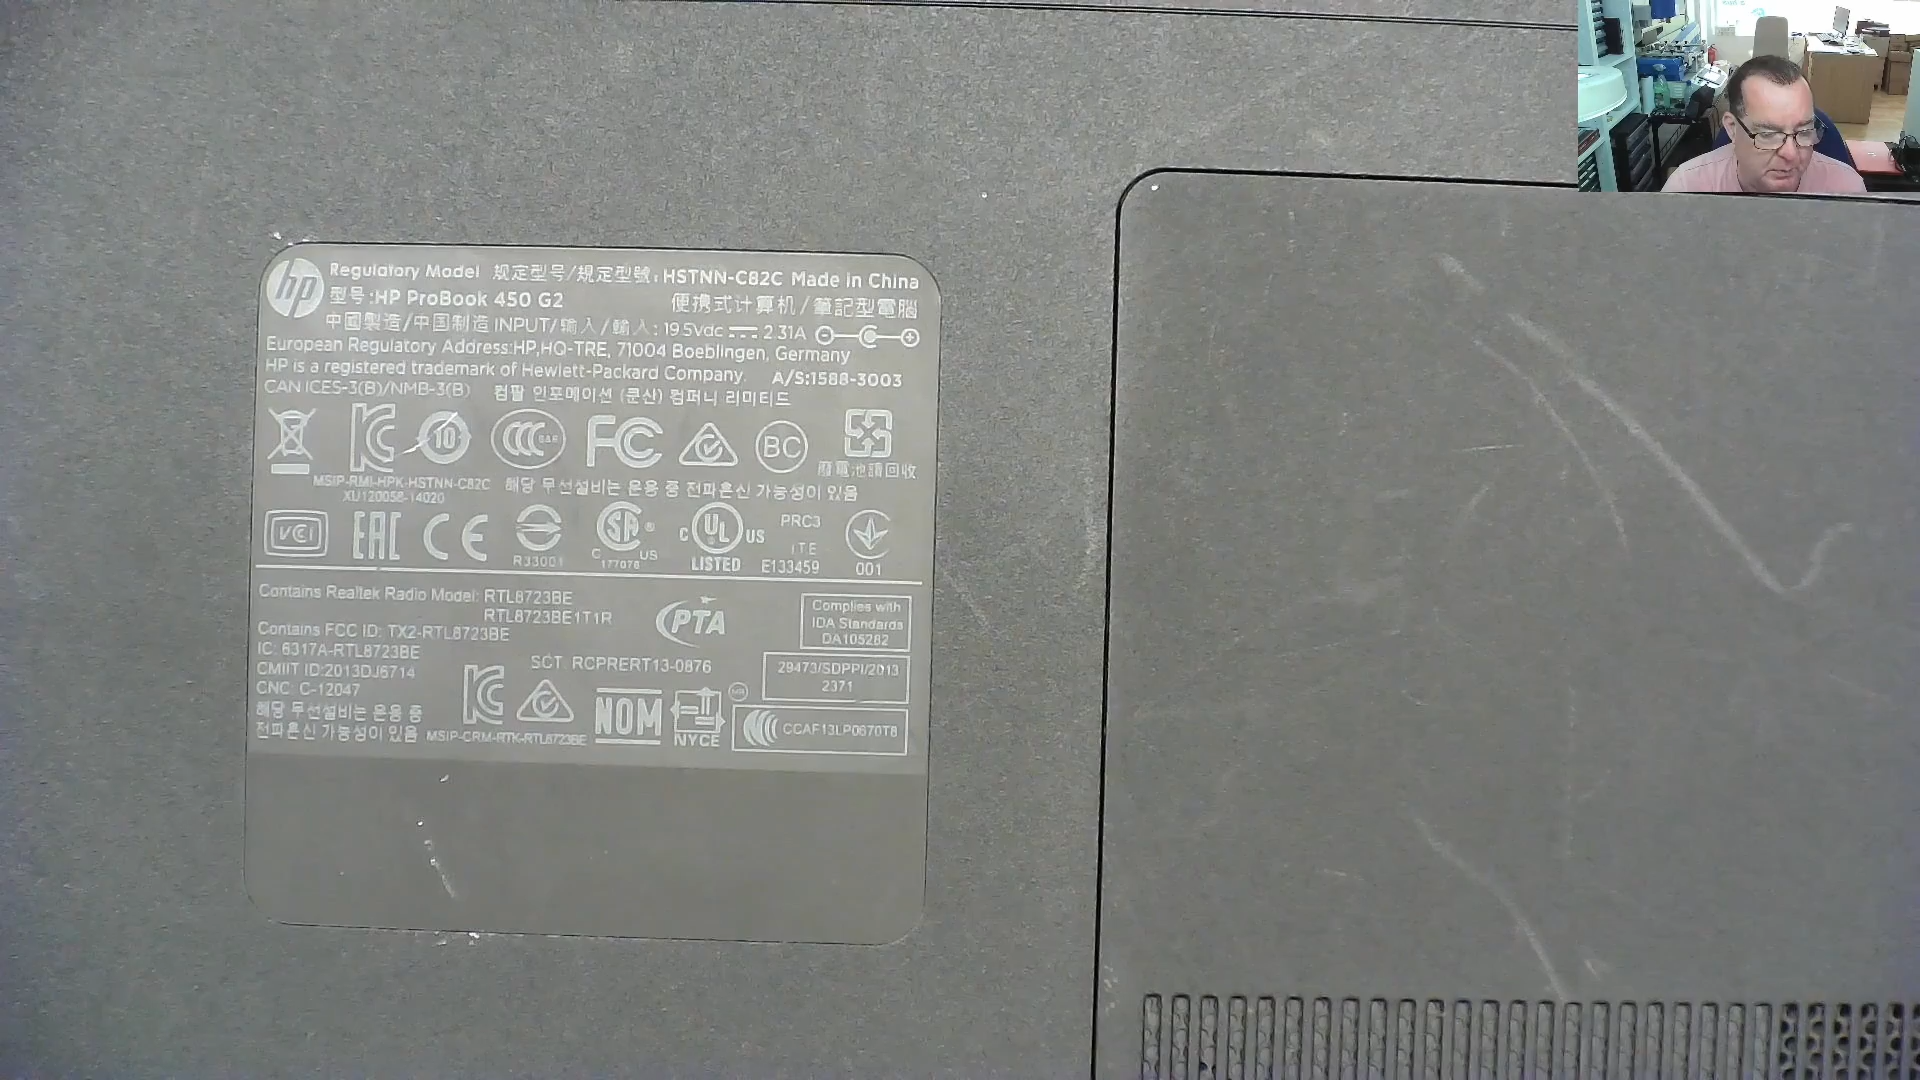 hp
Regulatory Model 规定型号/規定型號: HSTNN-C82C Made in China
型号:HP ProBook 450 G2 便携式计算机/筆記型電腦
中國製造/中国制造 INPUT/输入/輸入: 19.5Vdc 2.31A
European Regulatory Address:HP,HQ-TRE, 71004 Boeblingen, Germany
HP is a registered trademark of Hewlett-Packard Company. A/S:1588-3003
CAN ICES-3(B)/NMB-3(B) 컴팔 인포메이션 (쿤산) 컴퍼니 리미티드
10 CCC FC BC
廢電池請回收
MSIP-RMI-HPK-HSTNN-C82C 해당 무선설비는 운용 중 전파혼신 가능성이 있음
XU120058-14020
VCI EAC CE R33001 SA ® C US 177076 C UL US LISTED PRC3 ITE E133459 001
Contains Realtek Radio Model: RTL8723BE
RTL8723BE1T1R
Contains FCC ID: TX2-RTL8723BE
IC: 6317A-RTL8723BE
CMIIT ID:2013DJ6714
CNC: C-12047
해당 무선설비는 운용 중
전파혼신 가능성이 있음
PTA
Complies with
IDA Standards
DA105282
SCT. RCPRERT13-0876
29473/SDPPI/2013
2371
MSIP-CRM-RTK-RTL8723BE
NOM
NYCE
CCAF13LP0670T8